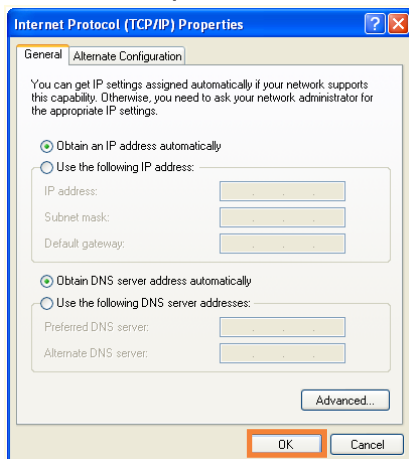 Internet Protocol (TCP/IP) Properties
General Alternate Configuration
You can get IP settings assigned automatically if your network supports
this capability. Otherwise, you need to ask your network administrator for
the appropriate IP settings.
Obtain an IP address automatically
Use the following IP address:
IP address:
Subnet mask:
Default gateway:
Obtain DNS server address automatically
Use the following DNS server addresses:
Preferred DNS server:
Alternate DNS server:
Advanced...
OK Cancel